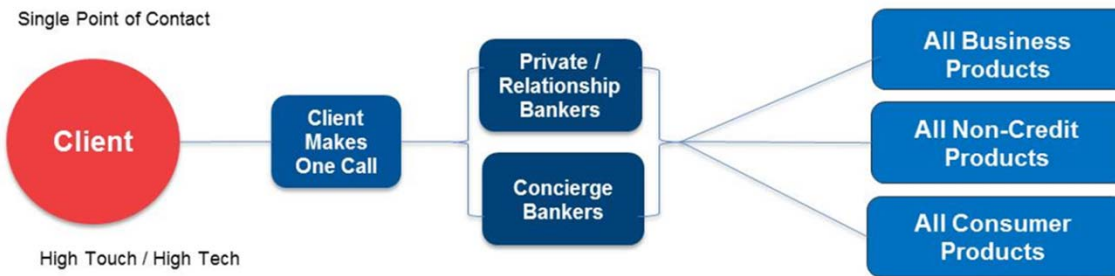 Single Point of Contact
Client
High Touch / High Tech
Client
Makes
One Call
Private /
Relationship
Bankers
Concierge
Bankers
All Business
Products
All Non-Credit
Products
All Consumer
Products